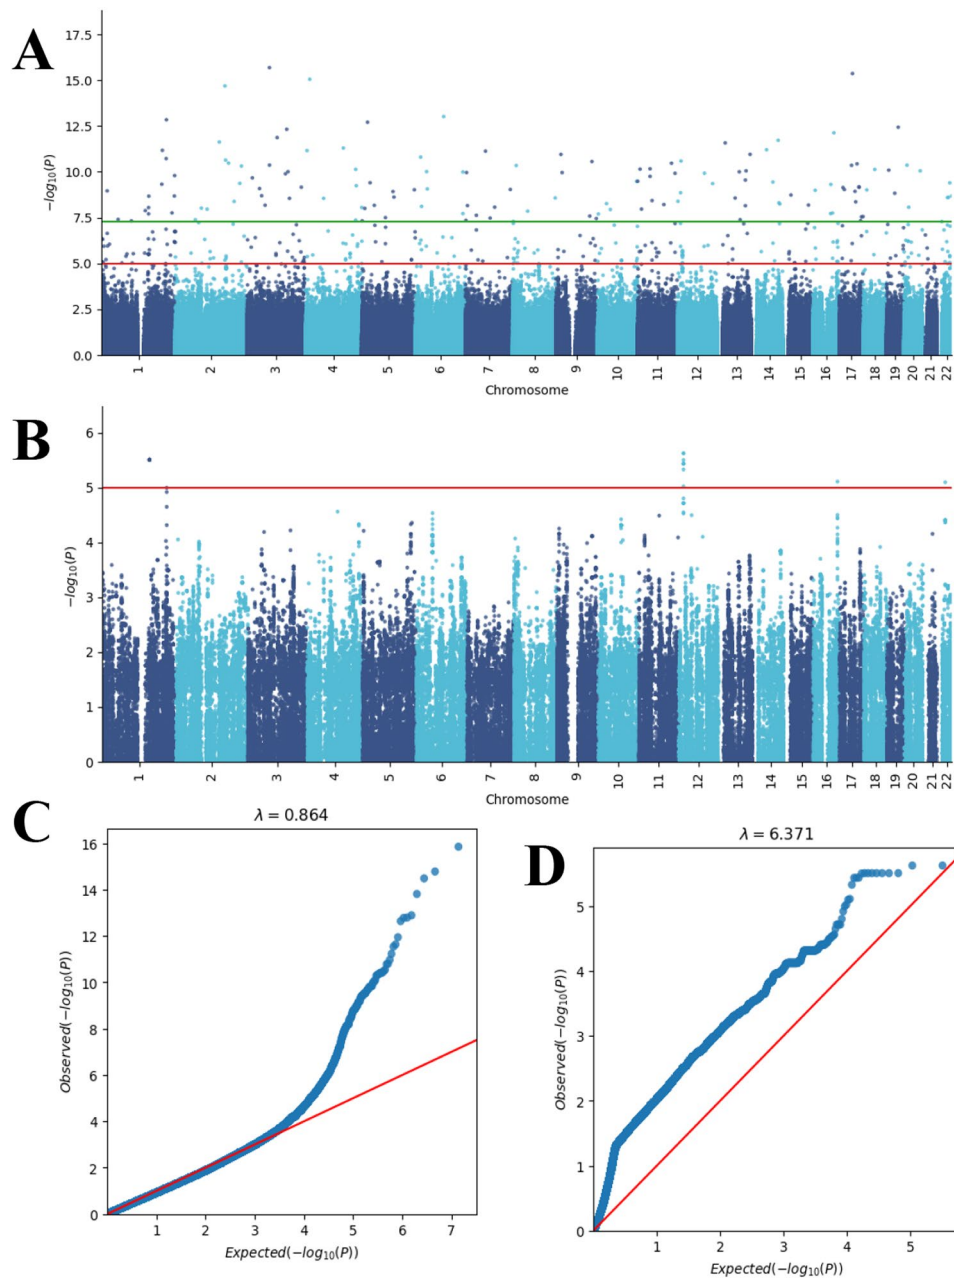 A
17.5
15.0
12.5
10.0
7.5
5.0
2.5
0.0
−log₁₀(P)
1 2 3 4 5 6 7 8 9 10 11 12 13 14 15 16 17 18 19 20 21 22
Chromosome
B
6
5
4
3
2
1
0
−log₁₀(P)
1 2 3 4 5 6 7 8 9 10 11 12 13 14 15 16 17 18 19 20 21 22
Chromosome
C
λ = 0.864
16
14
12
10
8
6
4
2
0
Observed(−log₁₀(P))
1 2 3 4 5 6 7
Expected(−log₁₀(P))
D
λ = 6.371
5
4
3
2
1
0
Observed(−log₁₀(P))
1 2 3 4 5
Expected(−log₁₀(P))